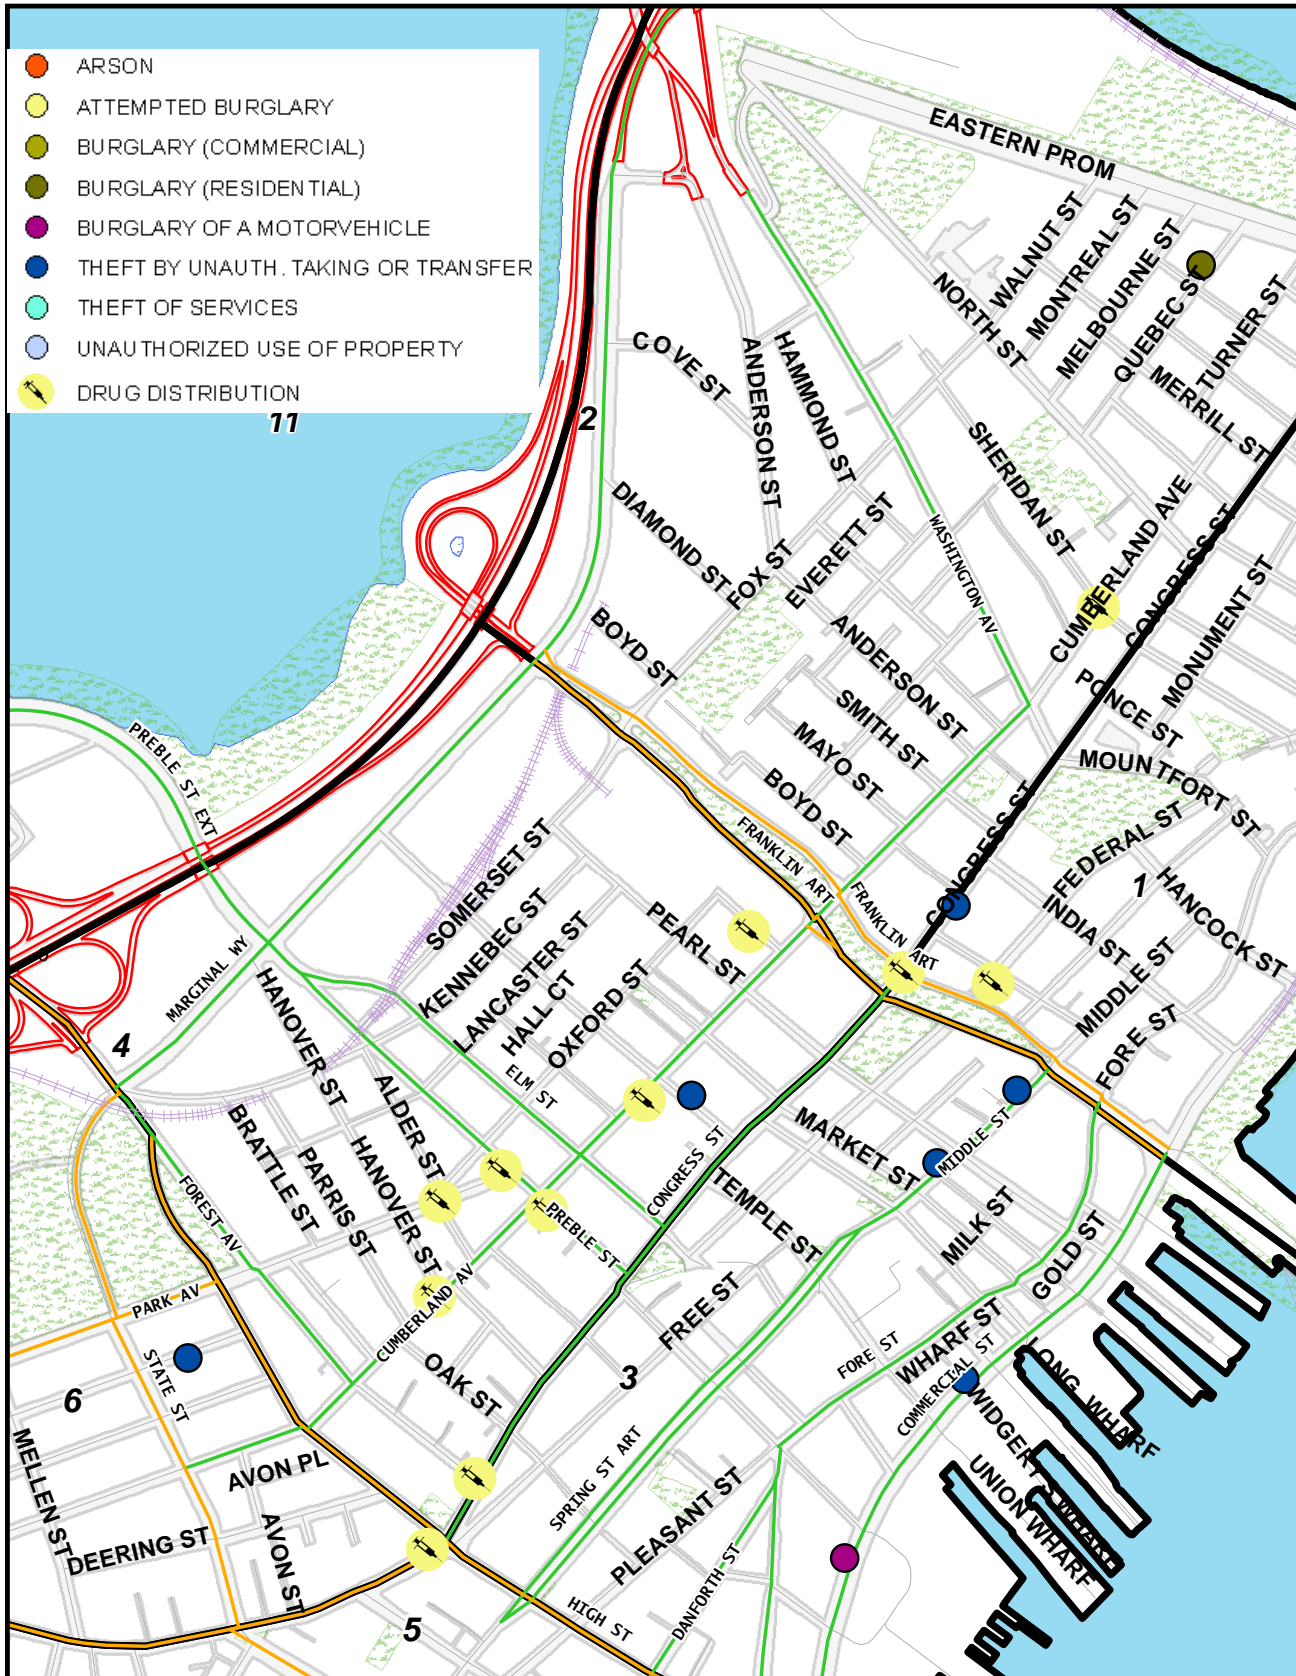 ARSON
ATTEMPTED BURGLARY
BURGLARY (COMMERCIAL)
BURGLARY (RESIDENTIAL)
BURGLARY OF A MOTORVEHICLE
THEFT BY UNAUTH. TAKING OR TRANSFER
THEFT OF SERVICES
UNAUTHORIZED USE OF PROPERTY
DRUG DISTRIBUTION
11
2
EASTERN PROM
WALNUT ST
MONTREAL ST
MELBOURNE ST
QUEBEC ST
TURNER ST
NORTH ST
MERRILL ST
COVE ST
ANDERSON ST
HAMMOND ST
SHERIDAN ST
DIAMOND ST
FOX ST
EVERETT ST
WASHINGTON AV
CUMBERLAND AVE
CONGRESS ST
MONUMENT ST
BOYD ST
ANDERSON ST
SMITH ST
MAYO ST
BOYD ST
PONCE ST
MOUNTFORT ST
PREBLE ST EXT
FRANKLIN ART
FRANKLIN ART
CONGRESS ST
FEDERAL ST
1
HANCOCK ST
INDIA ST
MIDDLE ST
FORE ST
SOMERSET ST
KENNEBEC ST
LANCASTER ST
HALL CT
OXFORD ST
PEARL ST
MARGINAL WY
HANOVER ST
4
ELM ST
ALDER ST
BRATTLE ST
PARRIS ST
HANOVER ST
FOREST AV
PREBLE ST
CONGRESS ST
MARKET ST
MIDDLE ST
TEMPLE ST
MILK ST
GOLD ST
PARK AV
STATE ST
CUMBERLAND AV
FREE ST
FORE ST
WHARF ST
COMMERCIAL ST
LONG WHARF
OAK ST
3
6
MELLEN ST
AVON PL
DEERING ST
AVON ST
SPRING ST ART
PLEASANT ST
WIDGERY'S WHARF
UNION WHARF
HIGH ST
DANFORTH ST
5